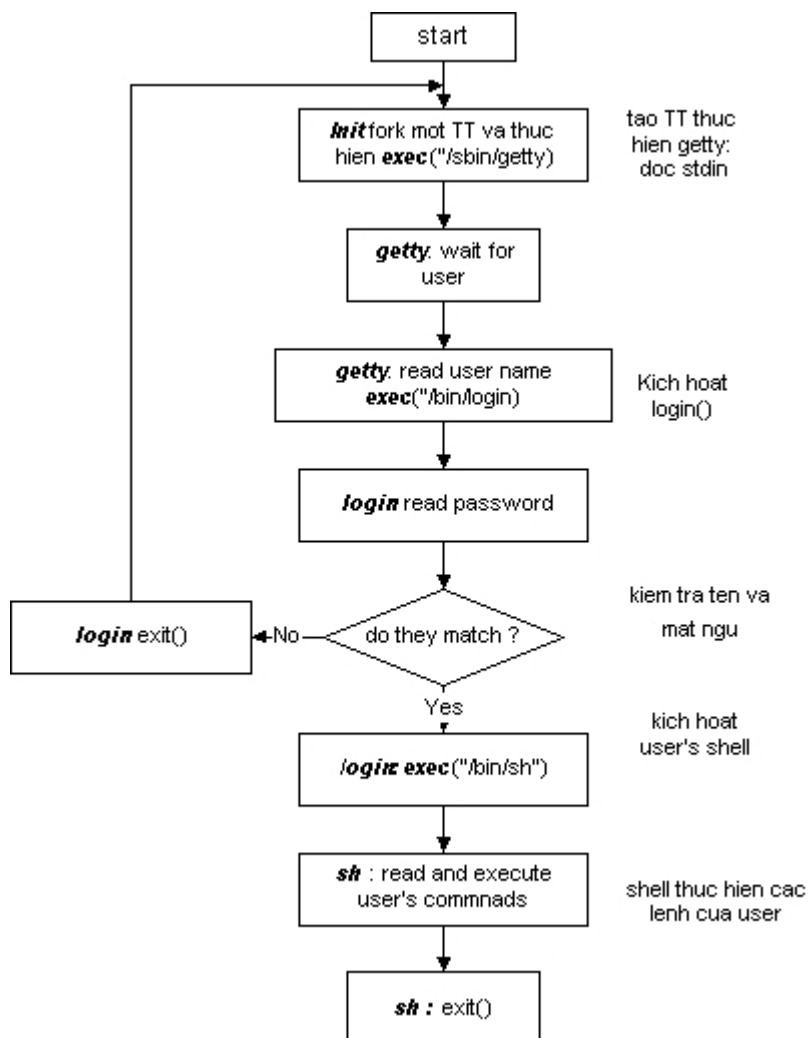 start
Init fork mot TT va thuc
hien exec("/sbin/getty)
tao TT thuc
hien getty:
doc stdin
getty: wait for
user
getty: read user name
exec("/bin/login)
Kich hoat
login()
login: read password
do they match ?
kiem tra ten va
mat ngu
No
login: exit()
Yes
kich hoat
user's shell
login: exec("/bin/sh")
sh : read and execute
user's commnads
shell thuc hien cac
lenh cua user
sh : exit()